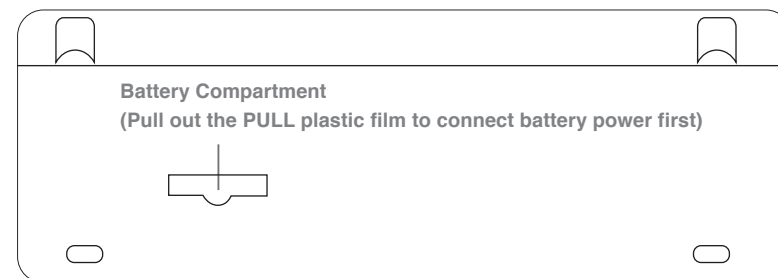 Battery Compartment
(Pull out the PULL plastic film to connect battery power first)